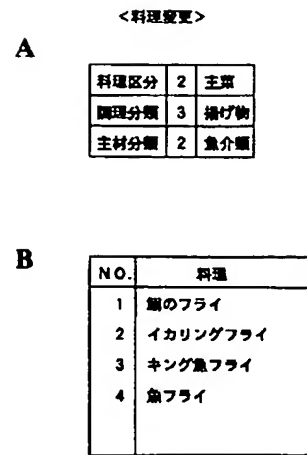 <料理変更>
A
料理区分 2 主菜
調理分類 3 揚げ物
主材分類 2 魚介類
B
NO. 料理
1 鯛のフライ
2 イカリングフライ
3 キング魚フライ
4 魚フライ